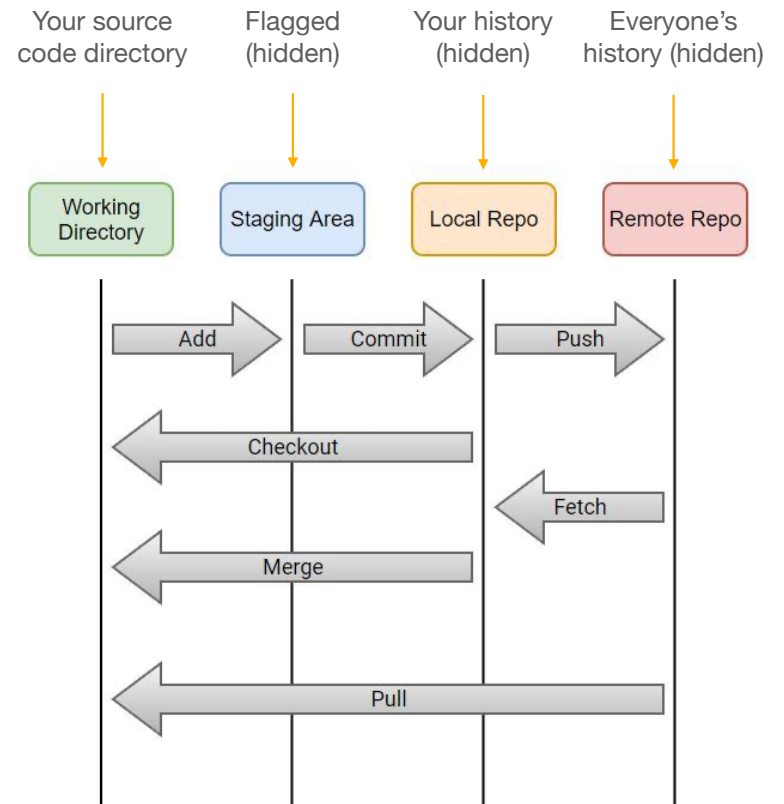 Your source
code directory
Flagged
(hidden)
Your history
(hidden)
Everyone's
history (hidden)
Working
Directory
Staging Area
Local Repo
Remote Repo
Add
Commit
Push
Checkout
Fetch
Merge
Pull